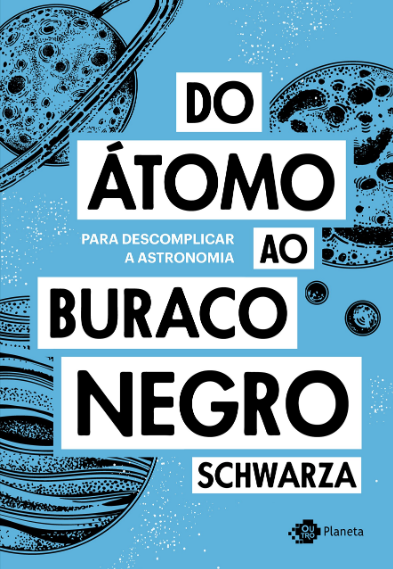 DO
ÁTOMO
PARA DESCOMPLICAR
A ASTRONOMIA
AO
BURACO
NEGRO
SCHWARZA
OUTRO
Planeta